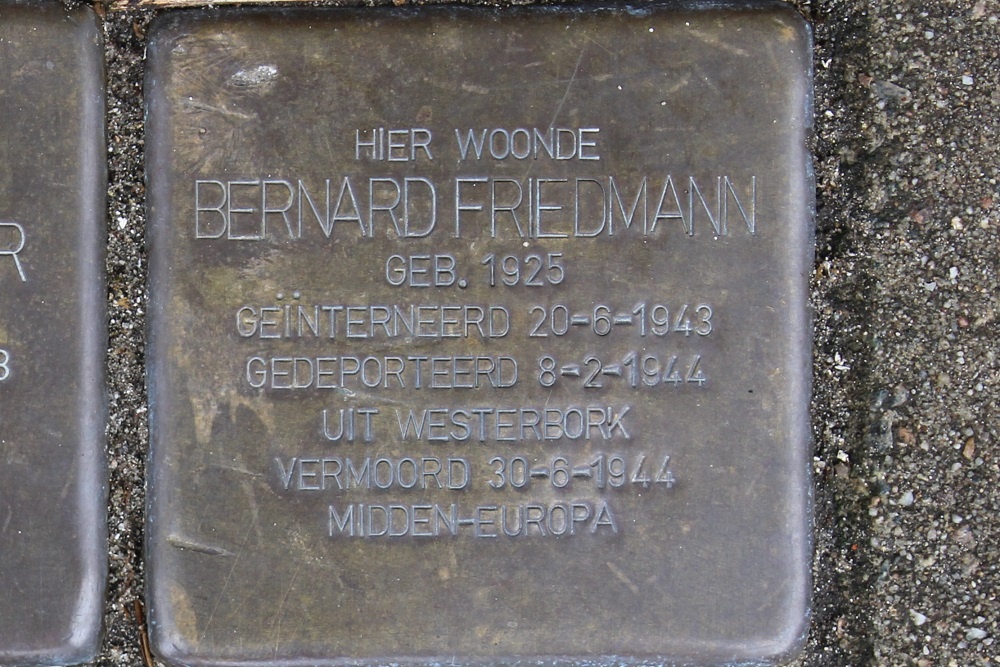 HIER WOONDE
BERNARD FRIEDMANN
GEB. 1925
GEÏNTERNEERD 20-6-1943
GEDEPORTEERD 8-2-1944
UIT WESTERBORK
VERMOORD 30-6-1944
MIDDEN-EUROPA